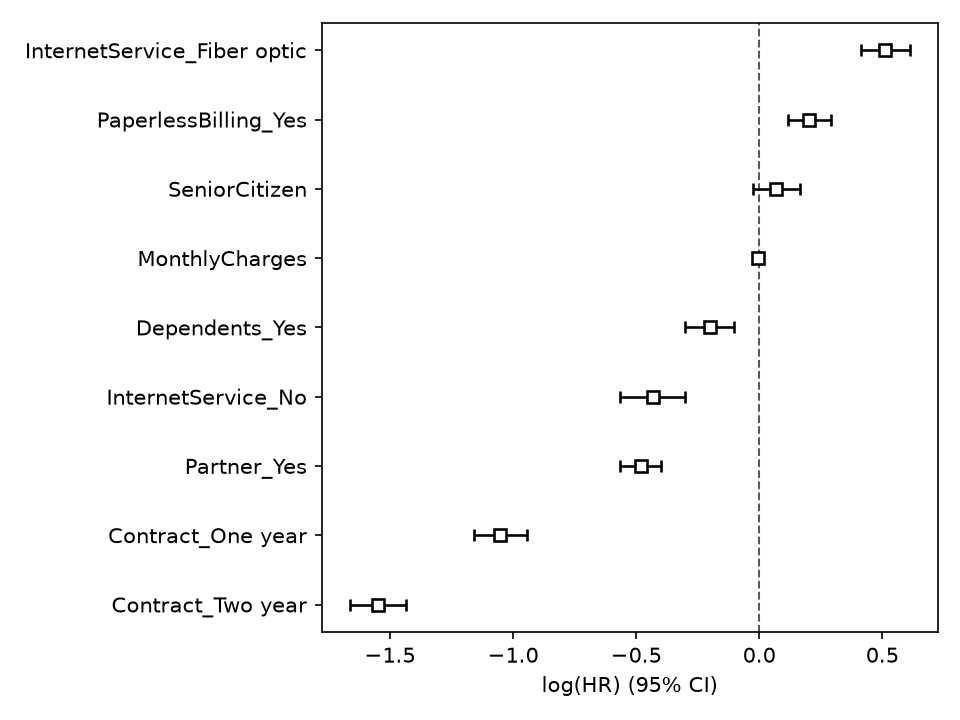 InternetService_Fiber optic
PaperlessBilling_Yes
SeniorCitizen
MonthlyCharges
Dependents_Yes
InternetService_No
Partner_Yes
Contract_One year
Contract_Two year
−1.5 −1.0 −0.5 0.0 0.5
log(HR) (95% CI)